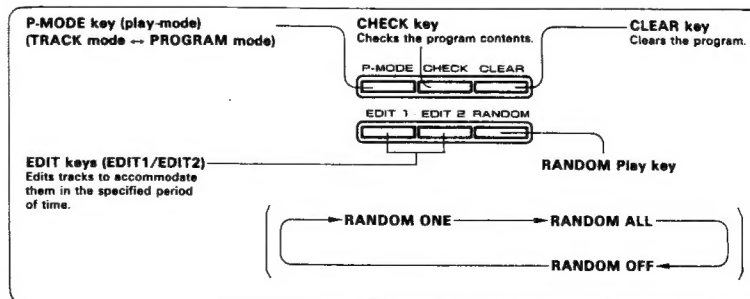 P-MODE key (play-mode)
(TRACK mode ↔ PROGRAM mode)
CHECK key
Checks the program contents.
CLEAR key
Clears the program.
P-MODE CHECK CLEAR
EDIT 1 EDIT 2 RANDOM
EDIT keys (EDIT1/EDIT2)
Edits tracks to accommodate
them in the specified period
of time.
RANDOM Play key
RANDOM ONE → RANDOM ALL
RANDOM OFF